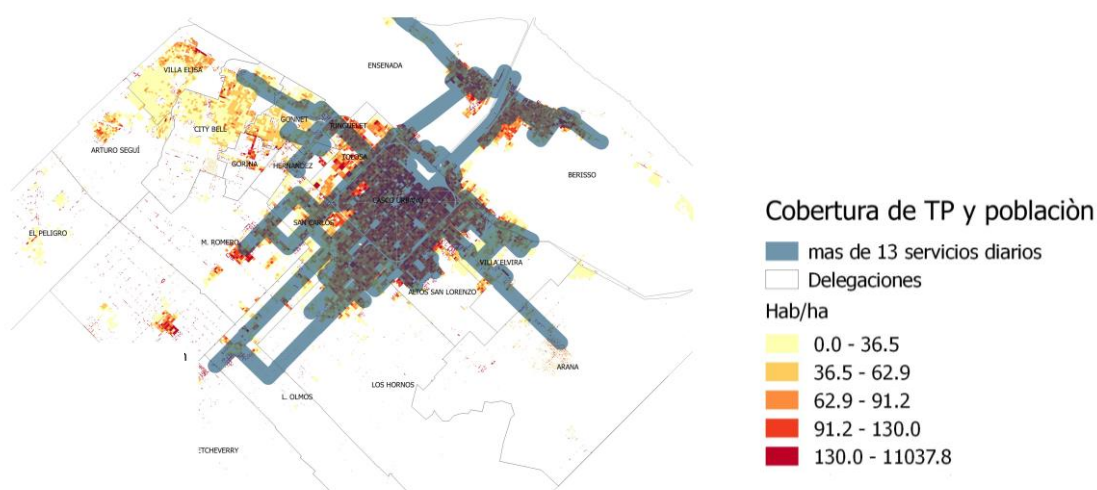 ENSENADA
VILLA ELISA
GONNET
CITY BELL
TOLOSA
ARTURO SEGUÍ
GORINA
HERNANDEZ
BERISSO
CASCO URBANO
SAN CARLOS
EL PELIGRO
M. ROMERO
VILLA ELVIRA
ALTOS SAN LORENZO
ARANA
LOS HORNOS
L. OLMOS
ETCHEVERRY
Cobertura de TP y poblaciòn
mas de 13 servicios diarios
Delegaciones
Hab/ha
0.0 - 36.5
36.5 - 62.9
62.9 - 91.2
91.2 - 130.0
130.0 - 11037.8